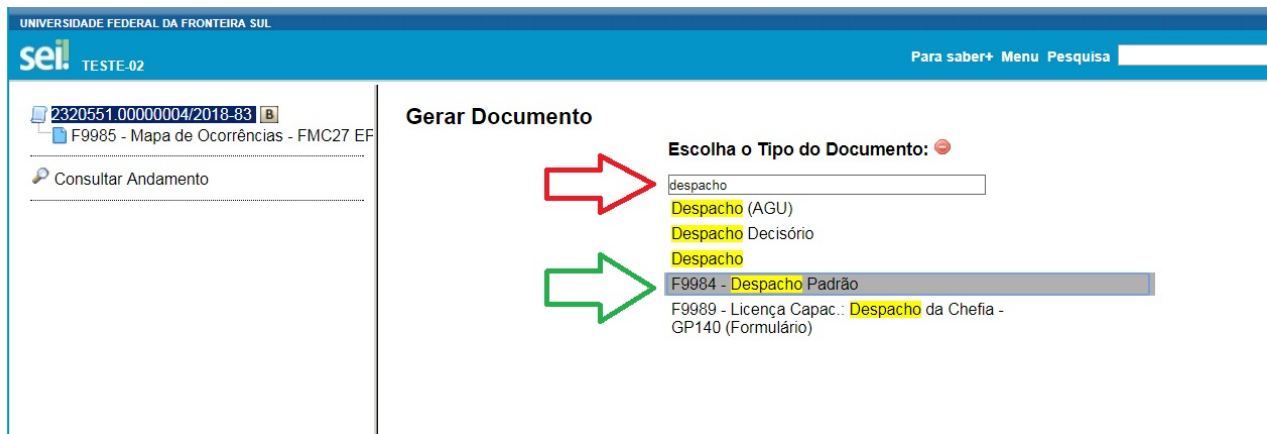 UNIVERSIDADE FEDERAL DA FRONTEIRA SUL
sei! TESTE-02
Para saber+ Menu Pesquisa
2320551.00000004/2018-83 B
F9985 - Mapa de Ocorrências - FMC27 EP
Consultar Andamento
Gerar Documento
Escolha o Tipo do Documento:
despacho
Despacho (AGU)
Despacho Decisório
Despacho
F9984 - Despacho Padrão
F9989 - Licença Capac.: Despacho da Chefia -
GP140 (Formulário)